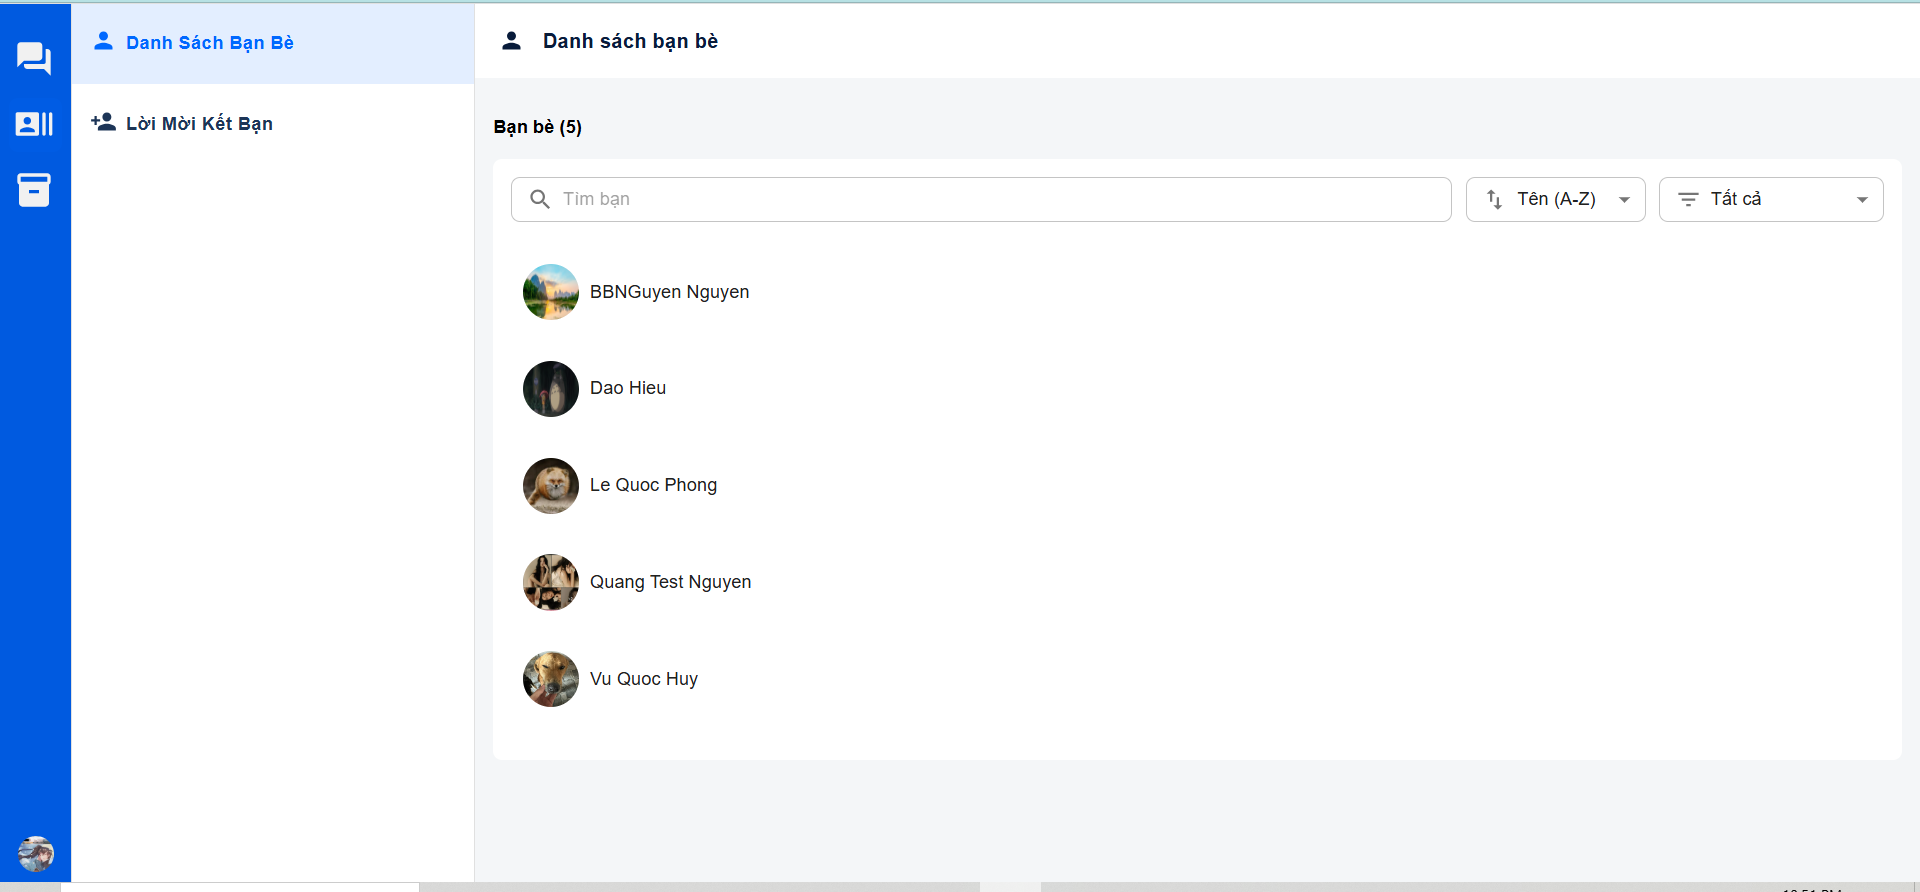 Danh Sách Bạn Bè
Lời Mời Kết Bạn
Danh sách bạn bè
Bạn bè (5)
Tìm bạn
Tên (A-Z)
Tất cả
BBNGuyen Nguyen
Dao Hieu
Le Quoc Phong
Quang Test Nguyen
Vu Quoc Huy